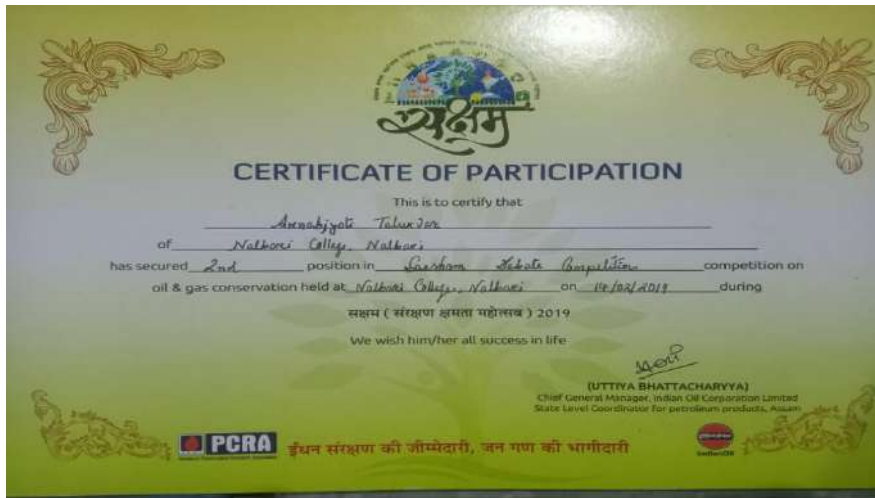 सक्षम
CERTIFICATE OF PARTICIPATION
This is to certify that
Arenabjyoti Talukdar
of Nalbari College, Nalbari
has secured 2nd position in Saksham Debate Competition competition on
oil & gas conservation held at Nalbari College, Nalbari on 14/02/2019 during
सक्षम ( संरक्षण क्षमता महोत्सव ) 2019
We wish him/her all success in life
(UTTIYA BHATTACHARYYA)
Chief General Manager, Indian Oil Corporation Limited
State Level Coordinator for petroleum products, Assam
PCRA ईंधन संरक्षण की जीम्मेदारी, जन गण की भागीदारी
IndianOil